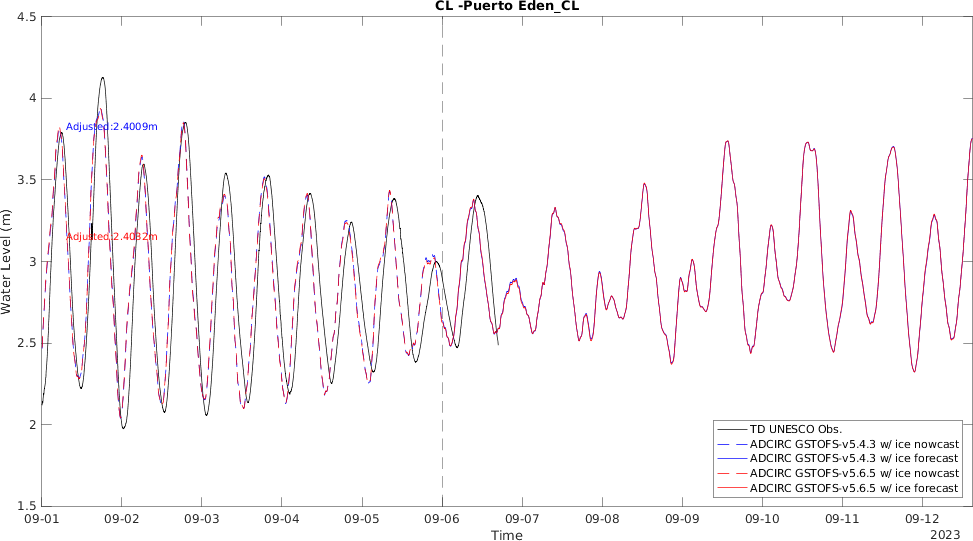 CL -Puerto Eden_CL
4.5
4
3.5
3
2.5
2
1.5
Water Level (m)
Adjusted:2.4009m
Adjusted:2.4032m
TD UNESCO Obs.
ADCIRC GSTOFS-v5.4.3 w/ ice nowcast
ADCIRC GSTOFS-v5.4.3 w/ ice forecast
ADCIRC GSTOFS-v5.6.5 w/ ice nowcast
ADCIRC GSTOFS-v5.6.5 w/ ice forecast
09-01 09-02 09-03 09-04 09-05 09-06 09-07 09-08 09-09 09-10 09-11 09-12
2023
Time